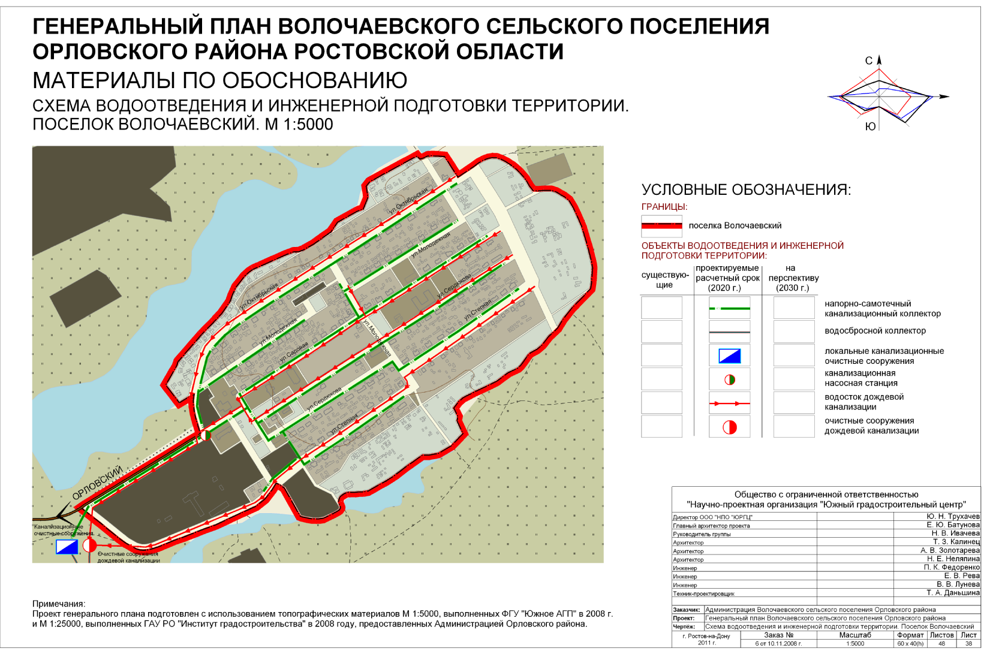 ГЕНЕРАЛЬНЫЙ ПЛАН ВОЛОЧАЕВСКОГО СЕЛЬСКОГО ПОСЕЛЕНИЯ
ОРЛОВСКОГО РАЙОНА РОСТОВСКОЙ ОБЛАСТИ
МАТЕРИАЛЫ ПО ОБОСНОВАНИЮ
СХЕМА ВОДООТВЕДЕНИЯ И ИНЖЕНЕРНОЙ ПОДГОТОВКИ ТЕРРИТОРИИ.
ПОСЕЛОК ВОЛОЧАЕВСКИЙ. М 1:5000
С
Ю
ул.Октябрьская
ул.Молодежная
ул.Октябрьская
ул.Сердюкова
ул.Степная
ул.Молодежная
ул.Молодежная
ул.Садовая
ул.Сердюкова
ул.Степная
ОРЛОВСКИЙ
Канализационные
очистные сооружения.
Очистные сооружения
дождевой канализации
УСЛОВНЫЕ ОБОЗНАЧЕНИЯ:
ГРАНИЦЫ:
поселка Волочаевский
ОБЪЕКТЫ ВОДООТВЕДЕНИЯ И ИНЖЕНЕРНОЙ
ПОДГОТОВКИ ТЕРРИТОРИИ:
существую-
щие
проектируемые
расчетный срок
(2020 г.)
на
перспективу
(2030 г.)
напорно-самотечный
канализационный коллектор
водосбросной коллектор
локальные канализационные
очистные сооружения
канализационная
насосная станция
водосток дождевой
канализации
очистные сооружения
дождевой канализации
Общество с ограниченной ответственностью
"Научно-проектная организация "Южный градостроительный центр"
Директор ООО "НПО "ЮРГЦ" Ю. Н. Трухачев
Главный архитектор проекта Е. Ю. Батунова
Руководитель группы Н. В. Ивачева
Архитектор Т. З. Калинец
Архитектор А. В. Золотарева
Архитектор Н. Е. Неляпина
Инженер П. К. Федоренко
Инженер Е. В. Рева
Инженер В. В. Лунева
Техник-проектировщик Т. А. Даньшина
Заказчик: Администрация Волочаевского сельского поселения Орловского района
Проект: Генеральный план Волочаевского сельского поселения Орловского района
Чертёж: Схема водоотведения и инженерной подготовки территории. Поселок Волочаевский
г. Ростов-на-Дону
2011 г.
Заказ № Масштаб Формат Листов Лист
6 от 10.11.2008 г. 1:5000 60 x 40(h) 48 38
Примечания:
Проект генерального плана подготовлен с использованием топографических материалов М 1:5000, выполненных ФГУ "Южное АГП" в 2008 г.
и М 1:25000, выполненных ГАУ РО "Институт градостроительства" в 2008 году, предоставленных Администрацией Орловского района.